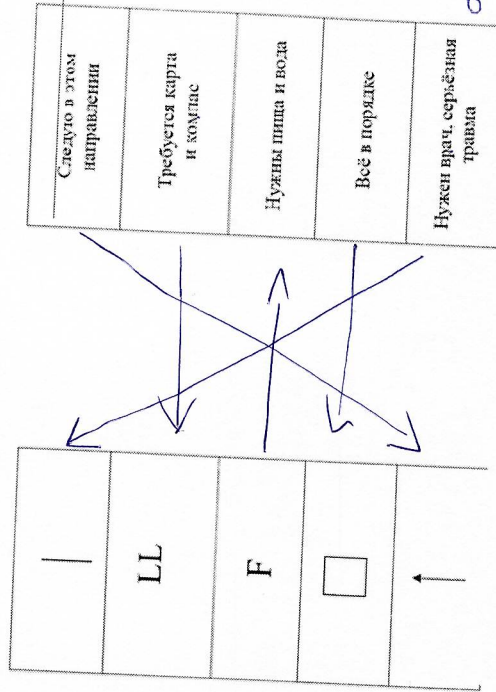 LL
F
Следую в этом
направлении
Требуется карта
и компас
Нужны пища и вода
Всё в порядке
Нужен врач, серьёзная
травма